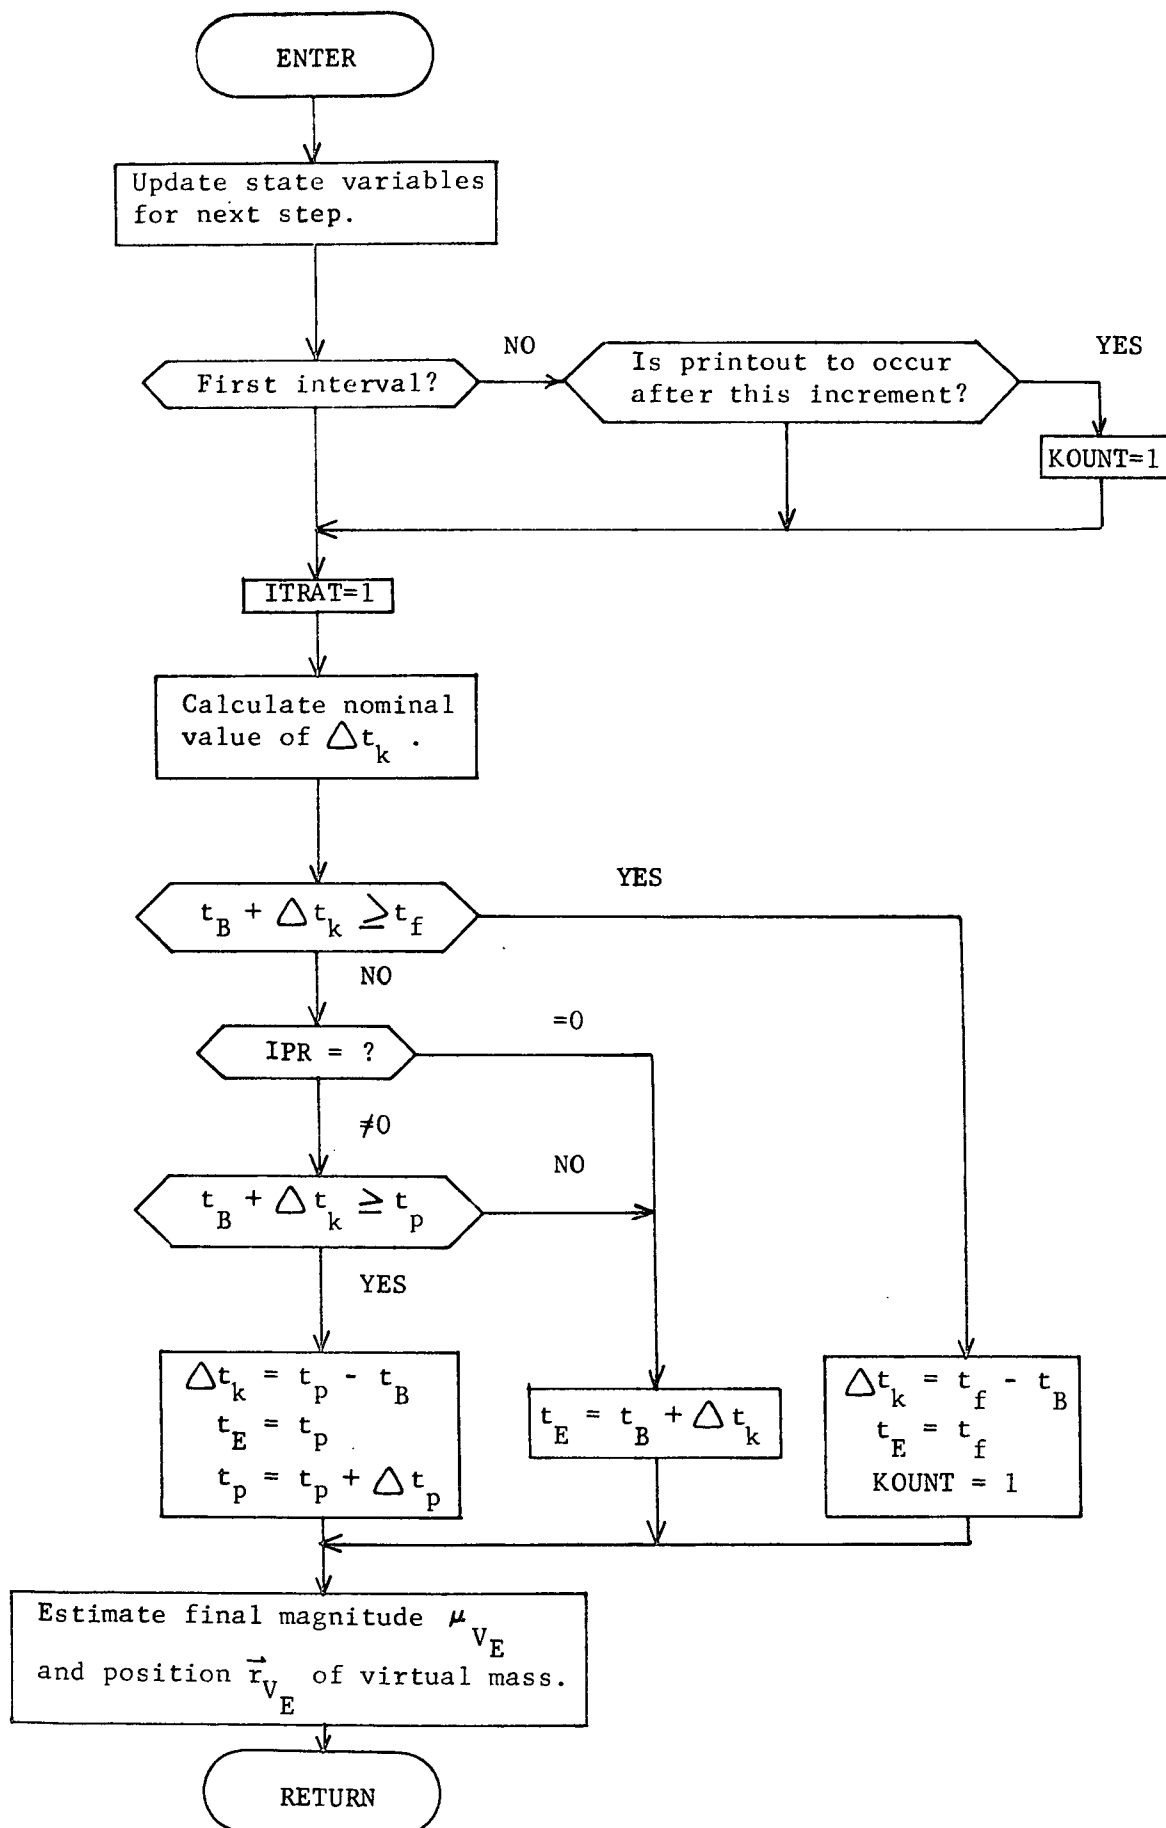 ENTER
Update state variables
for next step.
NO
YES
First interval?
Is printout to occur
after this increment?
KOUNT=1
ITRAT=1
Calculate nominal
value of △t_k .
YES
t_B + △t_k ≥ t_f
NO
=0
IPR = ?
≠0
NO
t_B + △t_k ≥ t_p
YES
△t_k = t_p - t_B
t_E = t_p
t_p = t_p + △t_p
t_E = t_B + △t_k
△t_k = t_f - t_B
t_E = t_f
KOUNT = 1
Estimate final magnitude μ_V_E
and position r⃗_V_E of virtual mass.
RETURN